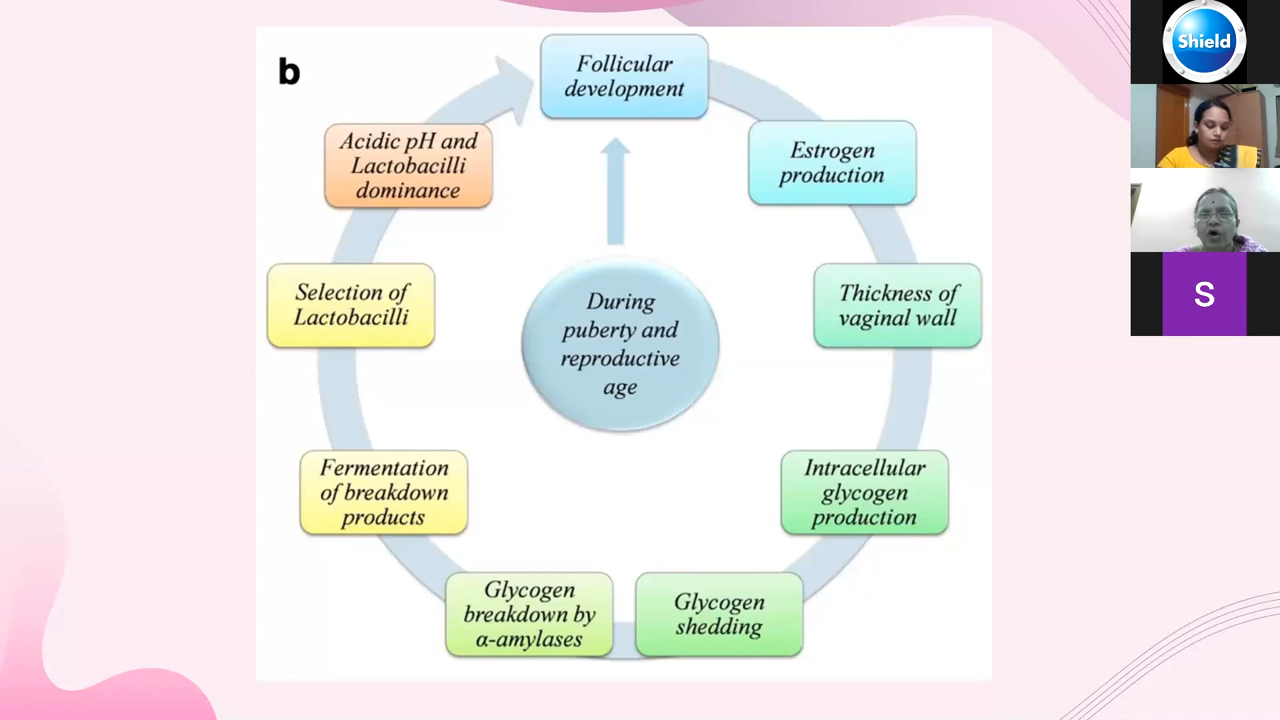 b
Follicular
development
Estrogen
production
Thickness of
vaginal wall
Intracellular
glycogen
production
Glycogen
shedding
Glycogen
breakdown by
α-amylases
Fermentation
of breakdown
products
Selection of
Lactobacilli
Acidic pH and
Lactobacilli
dominance
During
puberty and
reproductive
age
Shield
S